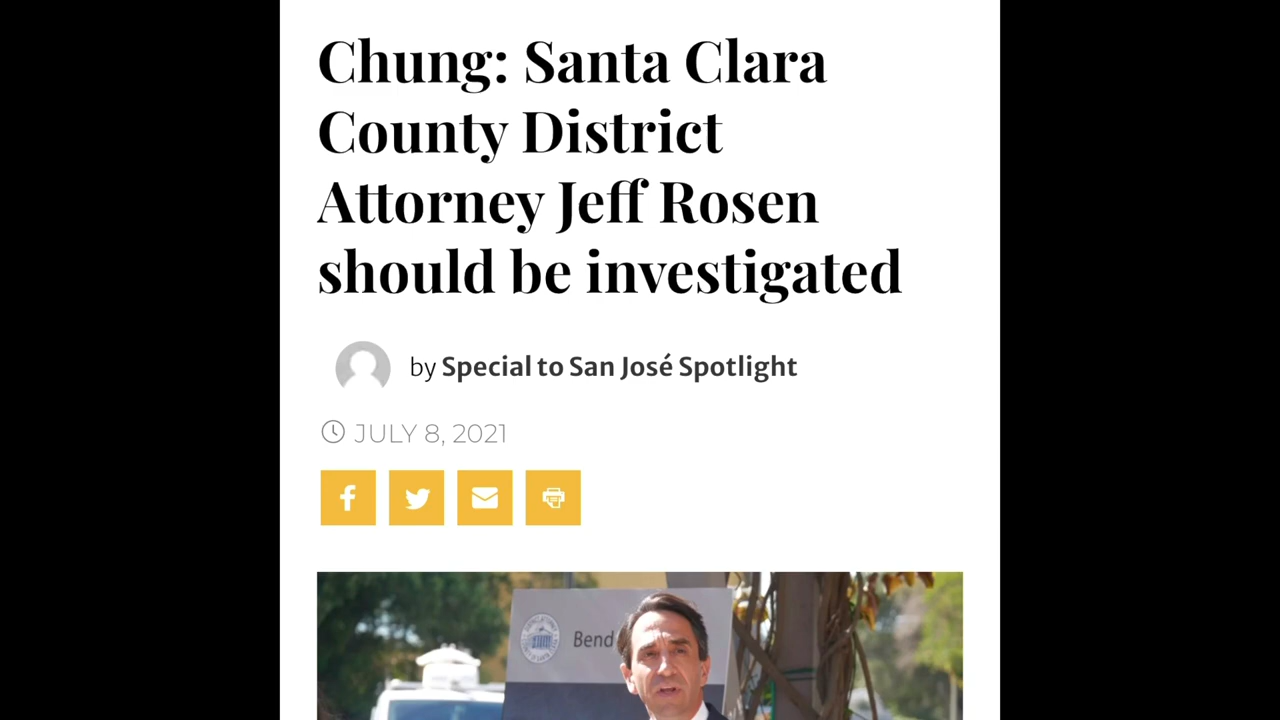 Chung: Santa Clara
County District
Attorney Jeff Rosen
should be investigated
by Special to San José Spotlight
JULY 8, 2021
Bend